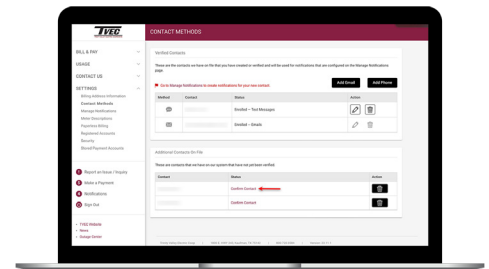 TVEC
CONTACT METHODS
BILL & PAY
USAGE
CONTACT US
SETTINGS
Billing Address Information
Contact Methods
Manage Notifications
Meter Descriptions
Paperless Billing
Registered Accounts
Security
Stored Payment Accounts
Report an Issue / Inquiry
Make a Payment
Notifications
Sign Out
TVEC Website
News
Outage Center
Verified Contacts
These are the contacts we have on file that you have created or verified and will be used for notifications that are configured on the Manage Notifications
page
Add Email
Add Phone
Go to Manage Notifications to create notifications for your new contact.
Method Contact Status Action
Enrolled – Text Messages
Enrolled – Emails
Additional Contacts On File
These are contacts that we have on our system that have not yet been verified.
Contact Status Action
Confirm Contact
Confirm Contact